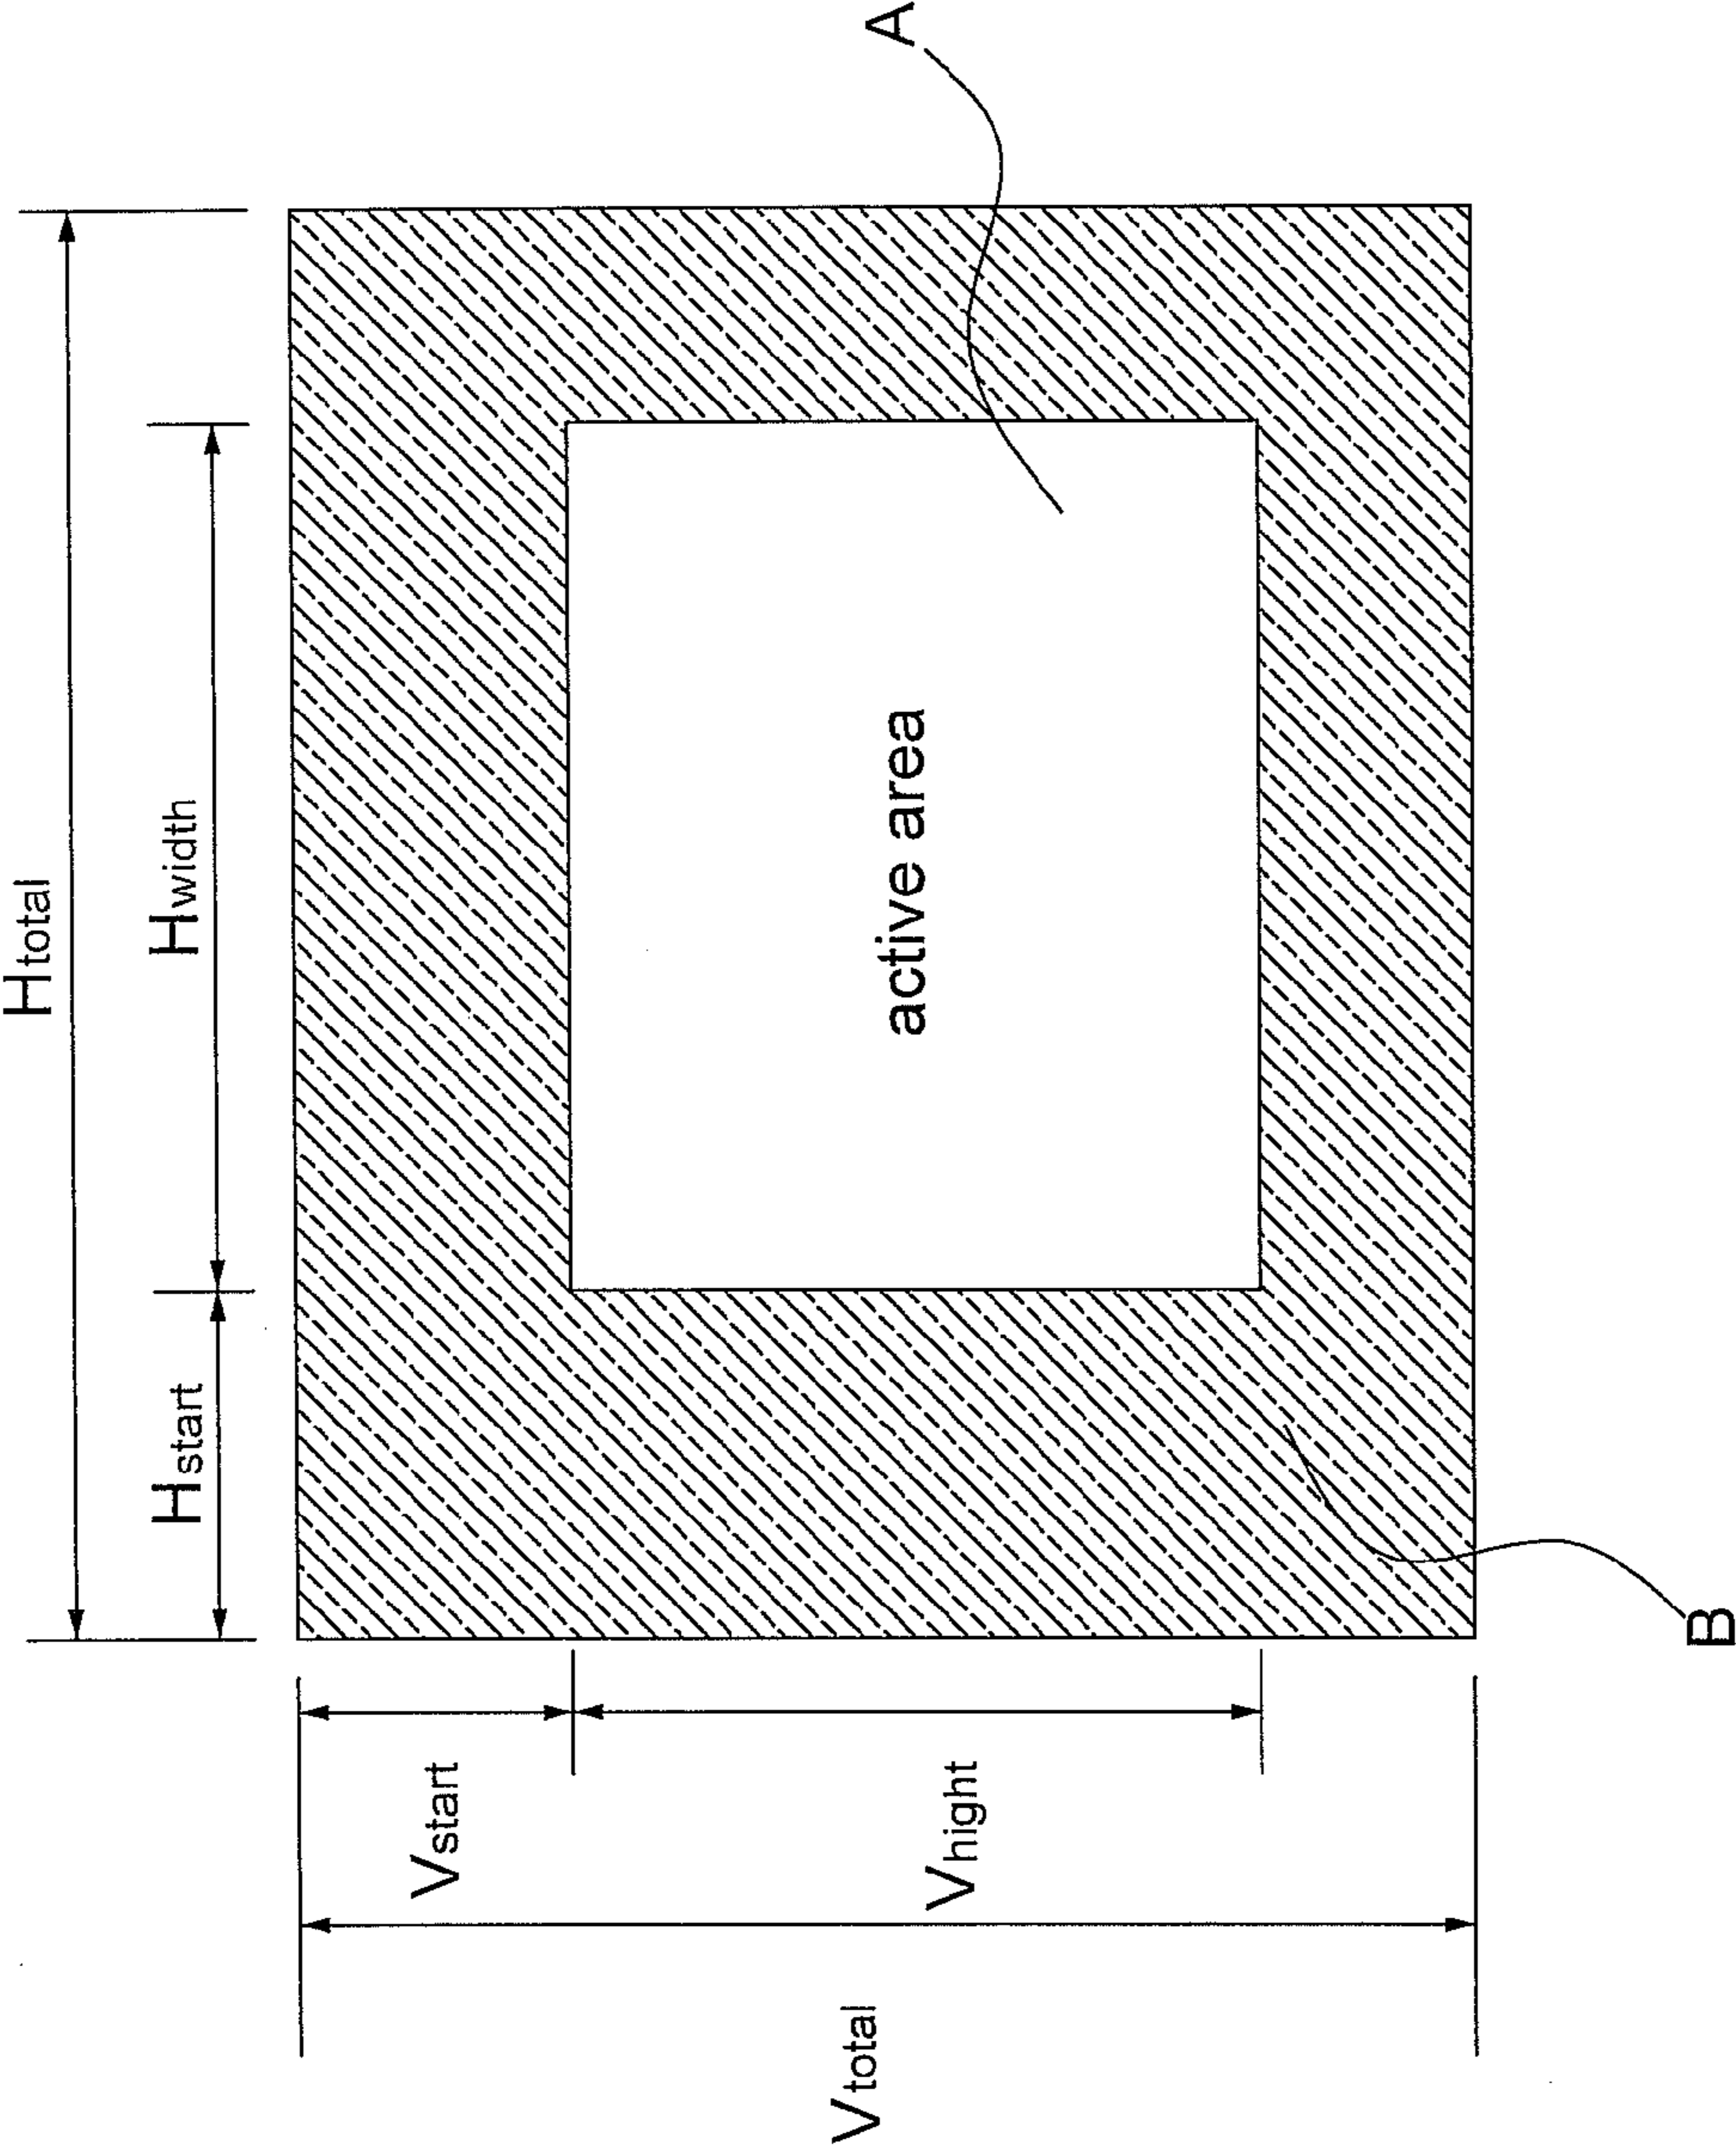 Htotal
Hstart
Hwidth
A
Vstart
active area
Vhight
Vtotal
B